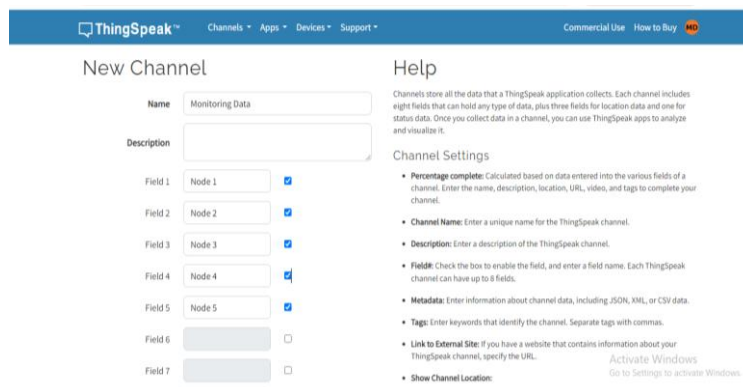 ThingSpeak™ Channels Apps Devices Support Commercial Use How to Buy MD
New Channel
Name Monitoring Data
Description
Field 1 Node 1
Field 2 Node 2
Field 3 Node 3
Field 4 Node 4
Field 5 Node 5
Field 6
Field 7
Help
Channels store all the data that a ThingSpeak application collects. Each channel includes
eight fields that can hold any type of data, plus three fields for location data and one for
status data. Once you collect data in a channel, you can use ThingSpeak apps to analyze
and visualize it.
Channel Settings
• Percentage complete: Calculated based on data entered into the various fields of a
channel. Enter the name, description, location, URL, video, and tags to complete your
channel.
• Channel Name: Enter a unique name for the ThingSpeak channel.
• Description: Enter a description of the ThingSpeak channel.
• Field#: Check the box to enable the field, and enter a field name. Each ThingSpeak
channel can have up to 8 fields.
• Metadata: Enter information about channel data, including JSON, XML, or CSV data.
• Tags: Enter keywords that identify the channel. Separate tags with commas.
• Link to External Site: If you have a website that contains information about your
ThingSpeak channel, specify the URL.
• Show Channel Location:
Activate Windows
Go to Settings to activate Windows.